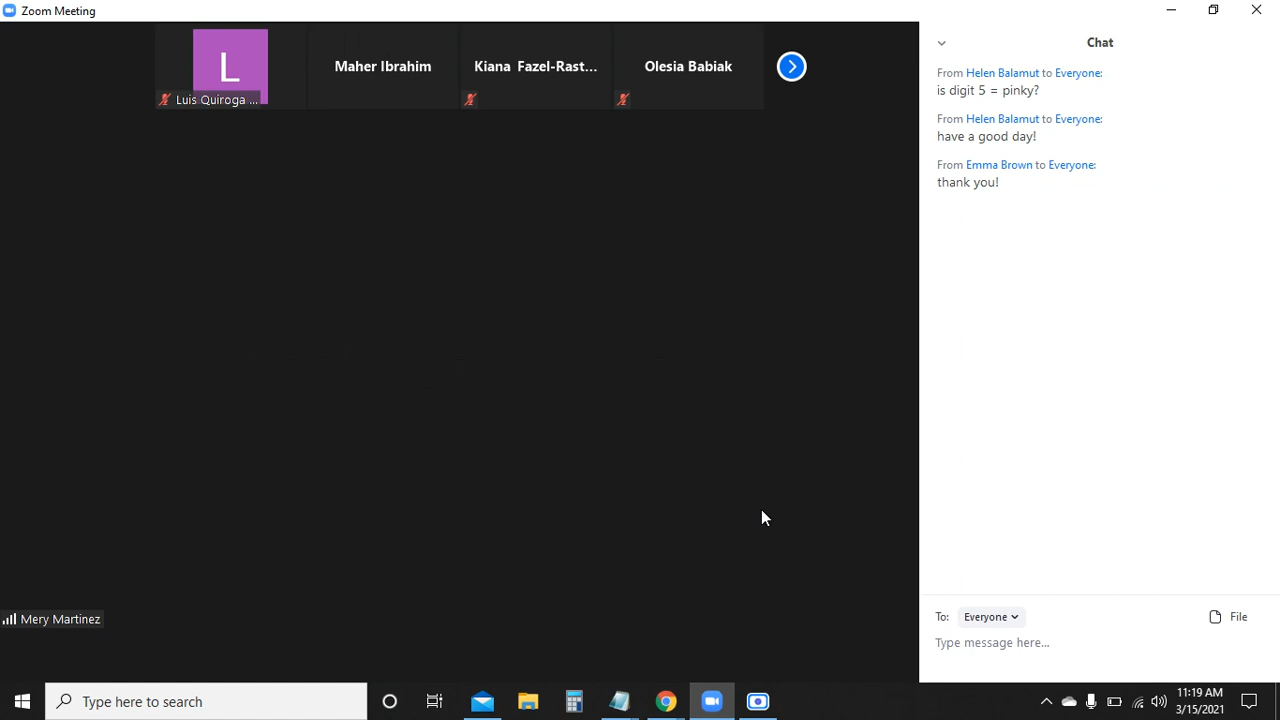 Zoom Meeting
L
Luis Quiroga ...
Maher Ibrahim
Kiana Fazel-Rast...
Olesia Babiak
Mery Martinez
Chat
From Helen Balamut to Everyone:
is digit 5 = pinky?
From Helen Balamut to Everyone:
have a good day!
From Emma Brown to Everyone:
thank you!
To: Everyone File
Type message here...
Type here to search
11:19 AM
3/15/2021